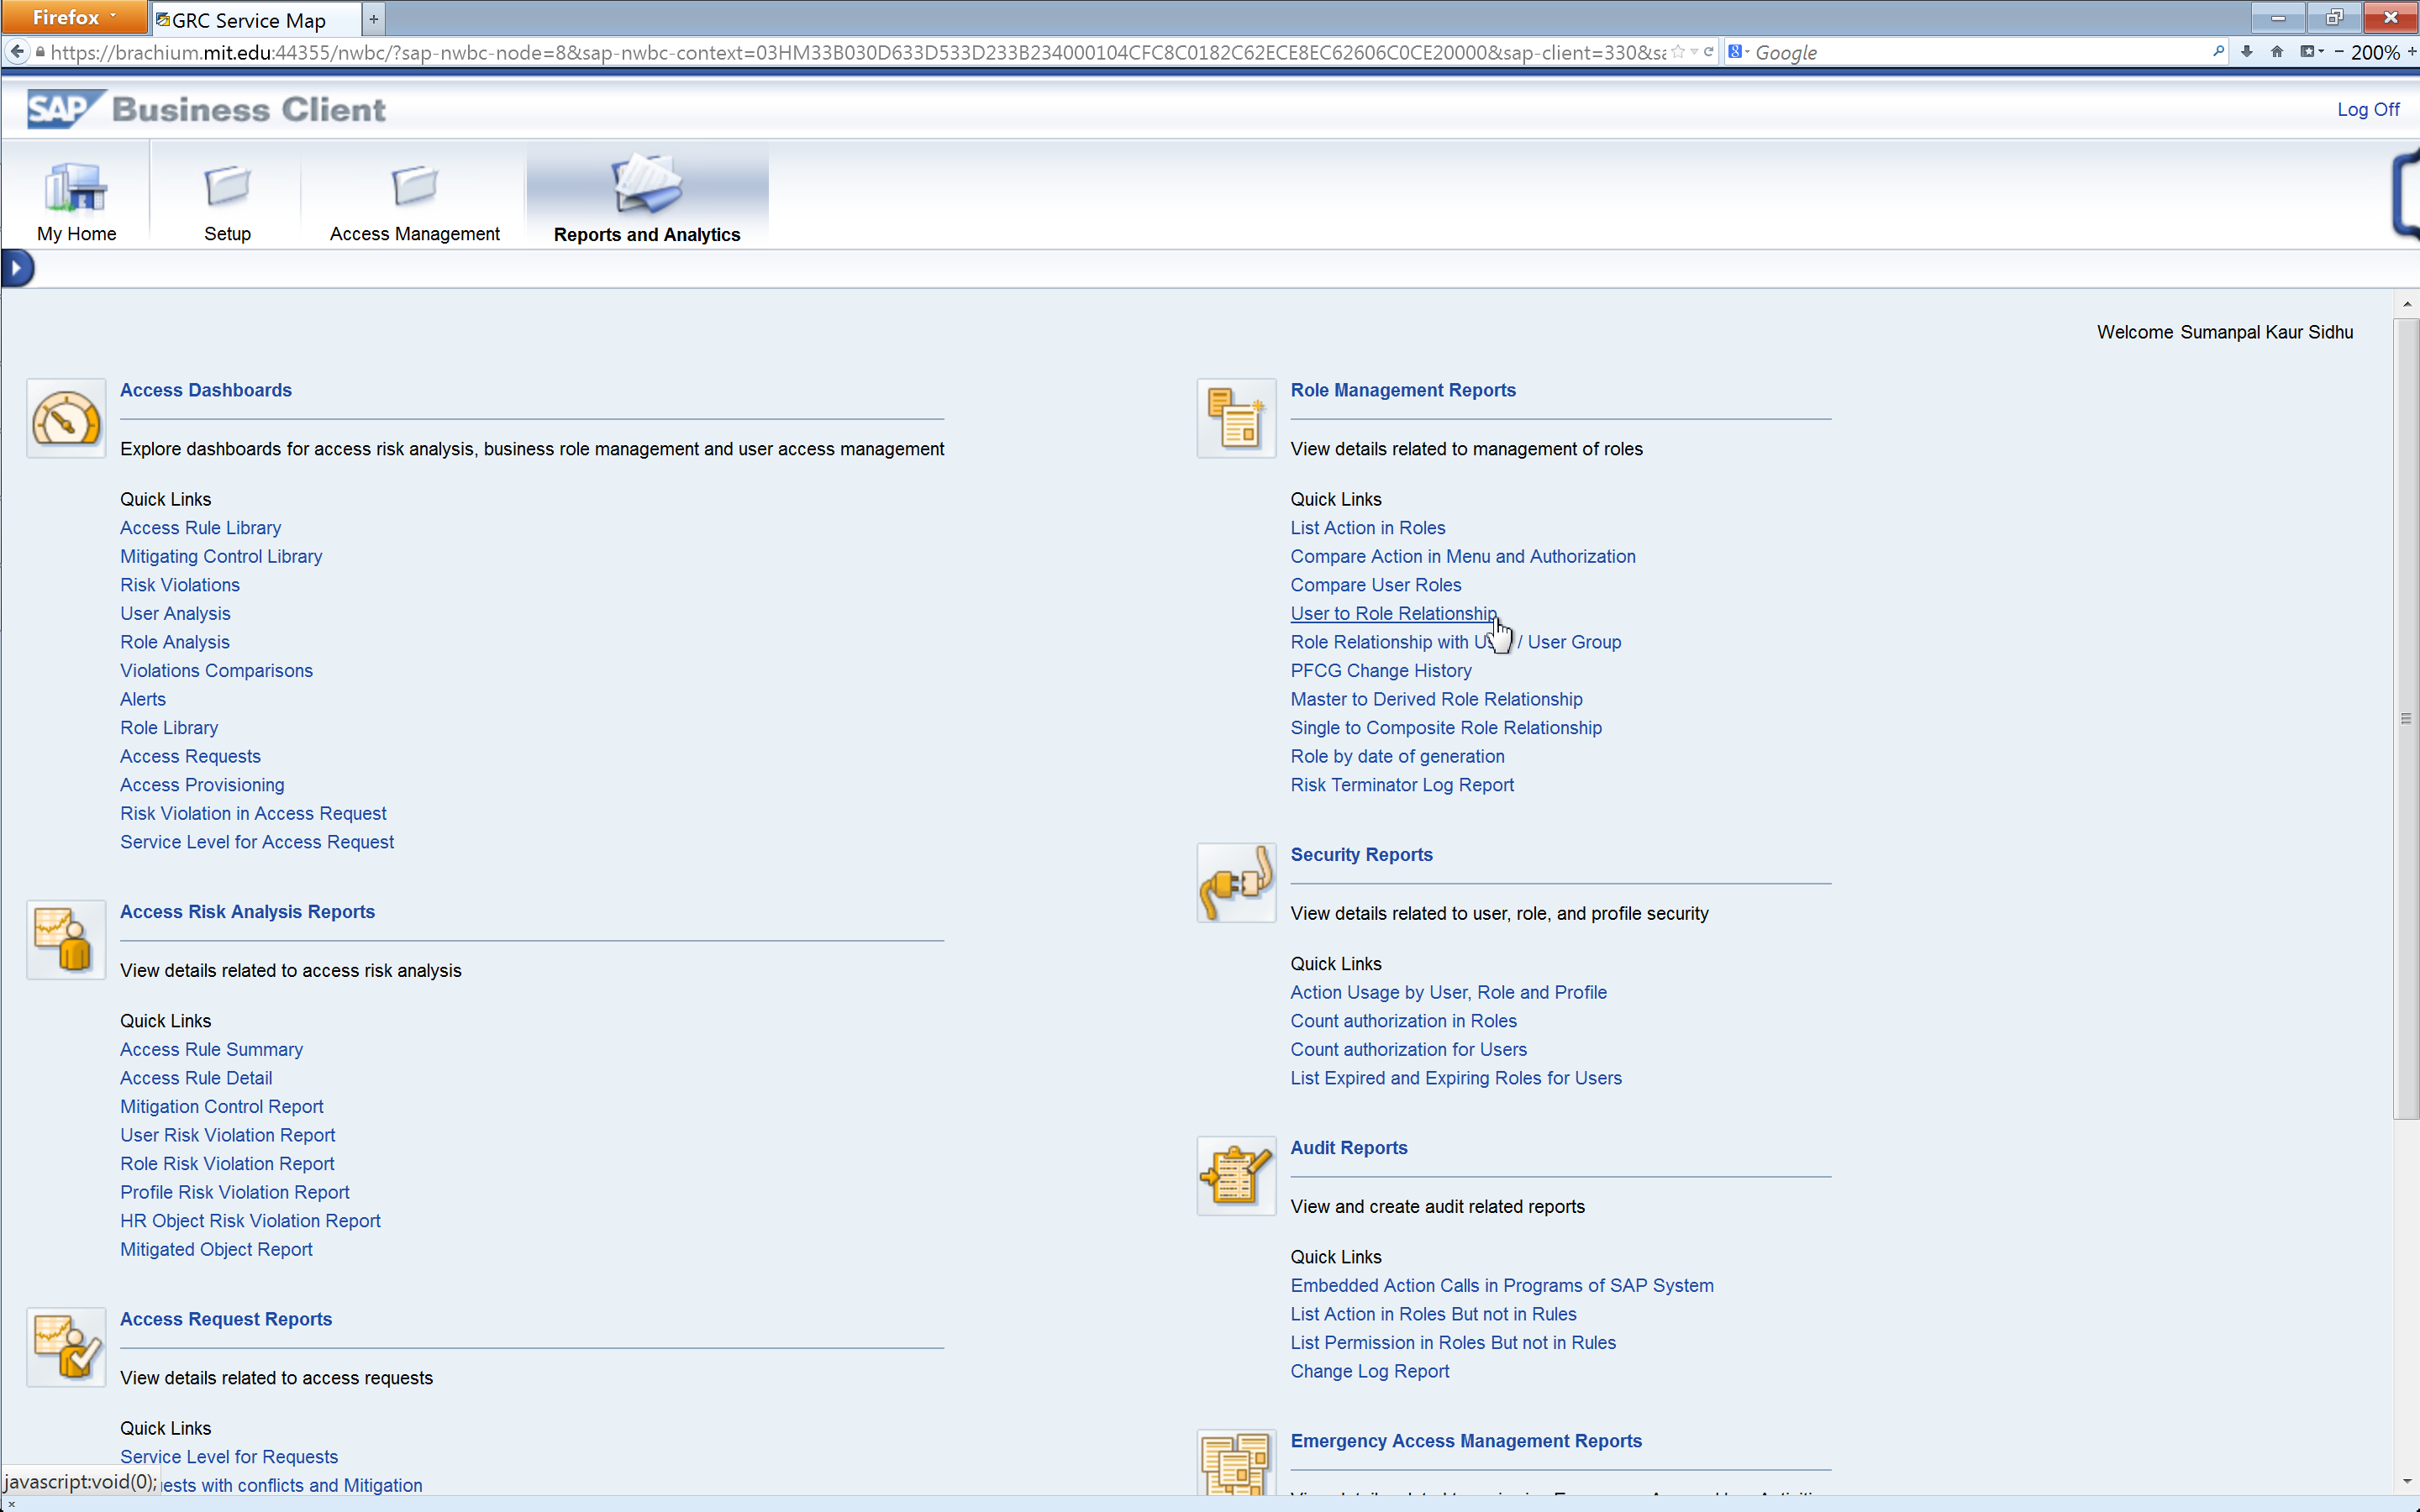 Firefox
GRC Service Map
https://brachium.mit.edu:44355/nwbc/?sap-nwbc-node=8&sap-nwbc-context=03HM33B030D633D533D233B234000104CFC8C0182C62ECE8EC62606C0CE20000&sap-client=330&sa
Google
200%
SAP Business Client
Log Off
My Home
Setup
Access Management
Reports and Analytics
Welcome Sumanpal Kaur Sidhu
Access Dashboards
Explore dashboards for access risk analysis, business role management and user access management
Quick Links
Access Rule Library
Mitigating Control Library
Risk Violations
User Analysis
Role Analysis
Violations Comparisons
Alerts
Role Library
Access Requests
Access Provisioning
Risk Violation in Access Request
Service Level for Access Request
Access Risk Analysis Reports
View details related to access risk analysis
Quick Links
Access Rule Summary
Access Rule Detail
Mitigation Control Report
User Risk Violation Report
Role Risk Violation Report
Profile Risk Violation Report
HR Object Risk Violation Report
Mitigated Object Report
Access Request Reports
View details related to access requests
Quick Links
Service Level for Requests
ests with conflicts and Mitigation
javascript:void(0);
Role Management Reports
View details related to management of roles
Quick Links
List Action in Roles
Compare Action in Menu and Authorization
Compare User Roles
User to Role Relationship
Role Relationship with / User Group
PFCG Change History
Master to Derived Role Relationship
Single to Composite Role Relationship
Role by date of generation
Risk Terminator Log Report
Security Reports
View details related to user, role, and profile security
Quick Links
Action Usage by User, Role and Profile
Count authorization in Roles
Count authorization for Users
List Expired and Expiring Roles for Users
Audit Reports
View and create audit related reports
Quick Links
Embedded Action Calls in Programs of SAP System
List Action in Roles But not in Rules
List Permission in Roles But not in Rules
Change Log Report
Emergency Access Management Reports